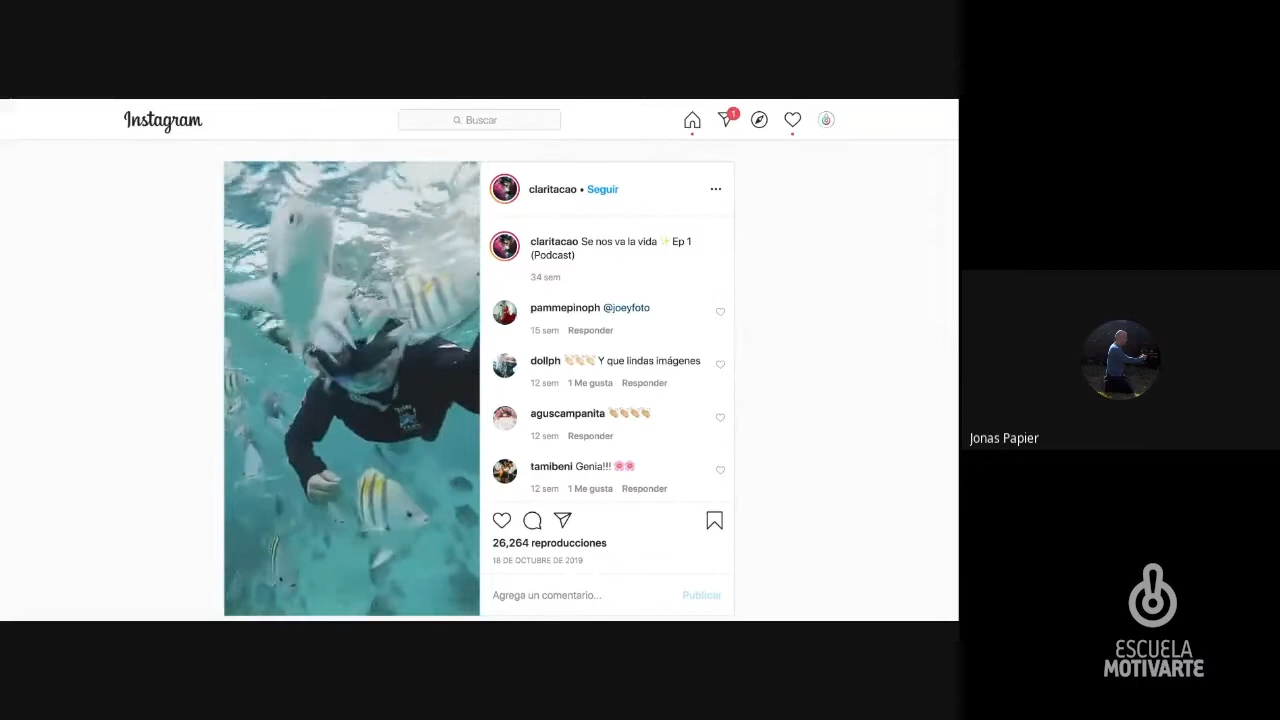 Instagram
Buscar
1
claritacao • Seguir
claritacao Se nos va la vida ✨ Ep 1
(Podcast)
34 sem
pammepinoph @joeyfoto
15 sem Responder
dollph 👏🏻👏🏻👏🏻 Y que lindas imágenes
12 sem 1 Me gusta Responder
aguscampanita 👏🏼👏🏼👏🏼👏🏼
12 sem Responder
tamibeni Genia!!! 🌸🌸
12 sem 1 Me gusta Responder
26,264 reproducciones
18 DE OCTUBRE DE 2019
Agrega un comentario... Publicar
Jonas Papier
ESCUELA
MOTIVARTE